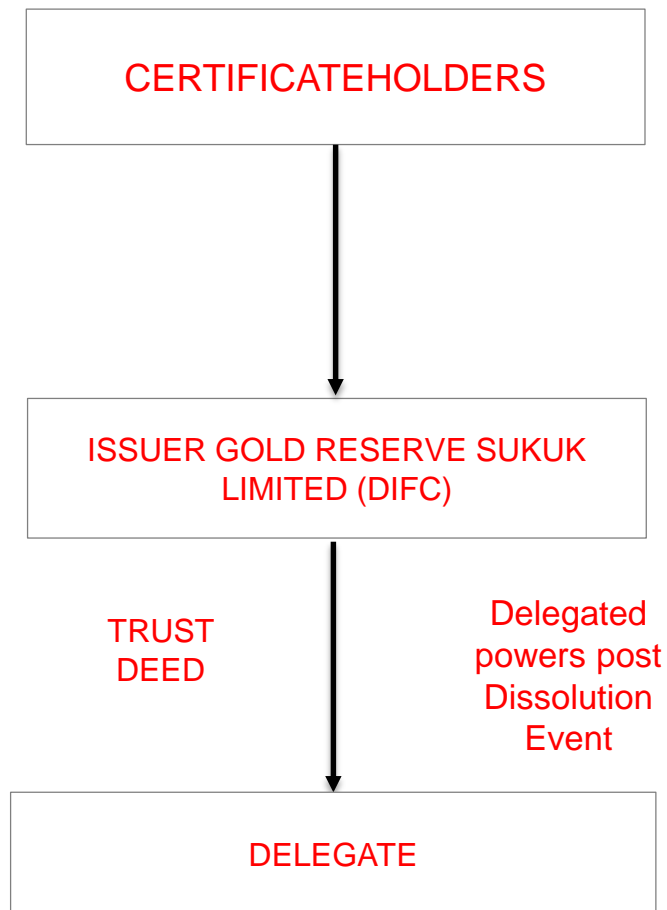 CERTIFICATEHOLDERS
ISSUER GOLD RESERVE SUKUK
LIMITED (DIFC)
TRUST
DEED
Delegated
powers post
Dissolution
Event
DELEGATE